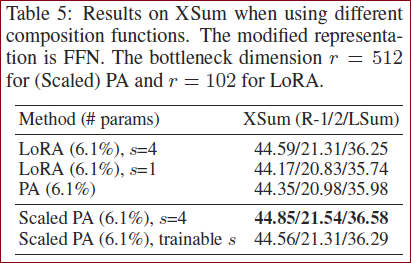 Table 5: Results on XSum when using different
composition functions. The modified representa-
tion is FFN. The bottleneck dimension r = 512
for (Scaled) PA and r = 102 for LoRA.
Method (# params) XSum (R-1/2/LSum)
LoRA (6.1%), s=4 44.59/21.31/36.25
LoRA (6.1%), s=1 44.17/20.83/35.74
PA (6.1%) 44.35/20.98/35.98
Scaled PA (6.1%), s=4 44.85/21.54/36.58
Scaled PA (6.1%), trainable s 44.56/21.31/36.29